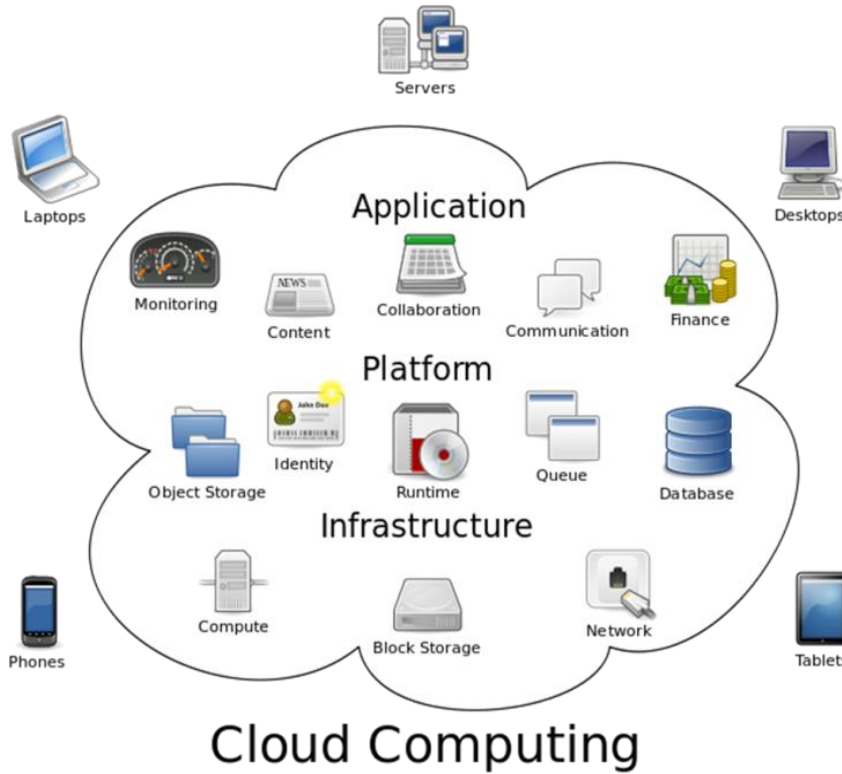 Servers
Laptops
Desktops
Application
Monitoring
Content
NEWS
Collaboration
Communication
Finance
Platform
Object Storage
John Doe
Identity
Runtime
Queue
Database
Infrastructure
Compute
Block Storage
Network
Phones
Tablets
Cloud Computing